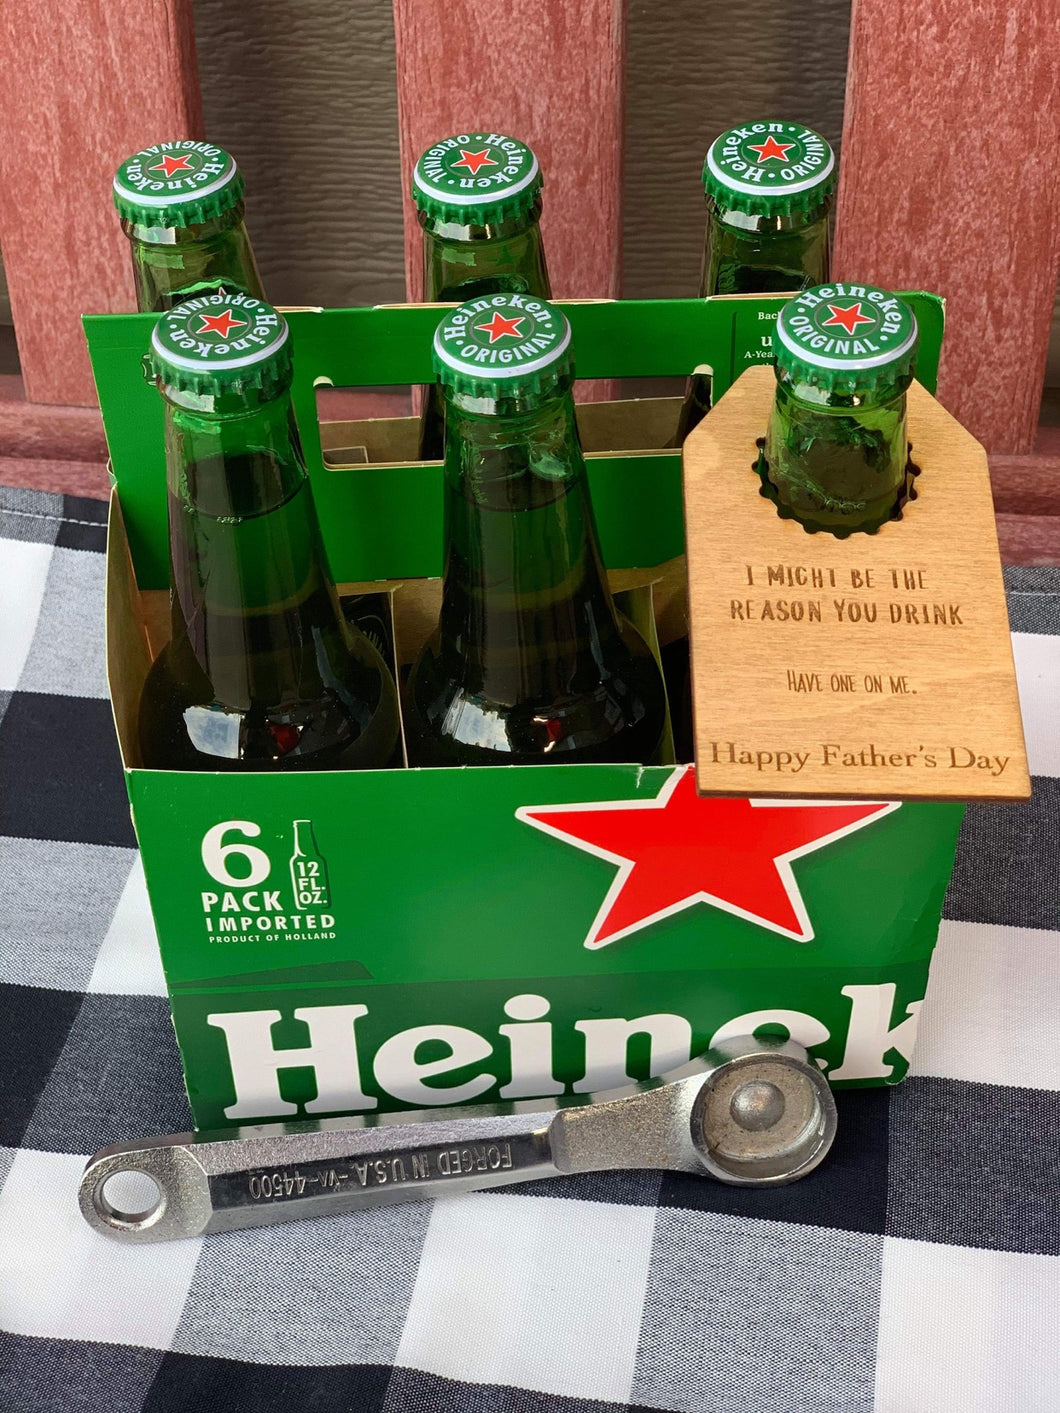 Heineken · ORIGINAL ·
Heineken · ORIGINAL ·
Heineken · ORIGINAL ·
Heineken · ORIGINAL ·
Heineken · ORIGINAL ·
Heineken · ORIGINAL ·
I MIGHT BE THE
REASON YOU DRINK
HAVE ONE ON ME.
Happy Father's Day
6
PACK
12
FL.
OZ.
IMPORTED
PRODUCT OF HOLLAND
Heinek
FORGED IN U.S.A. -VA- 44500